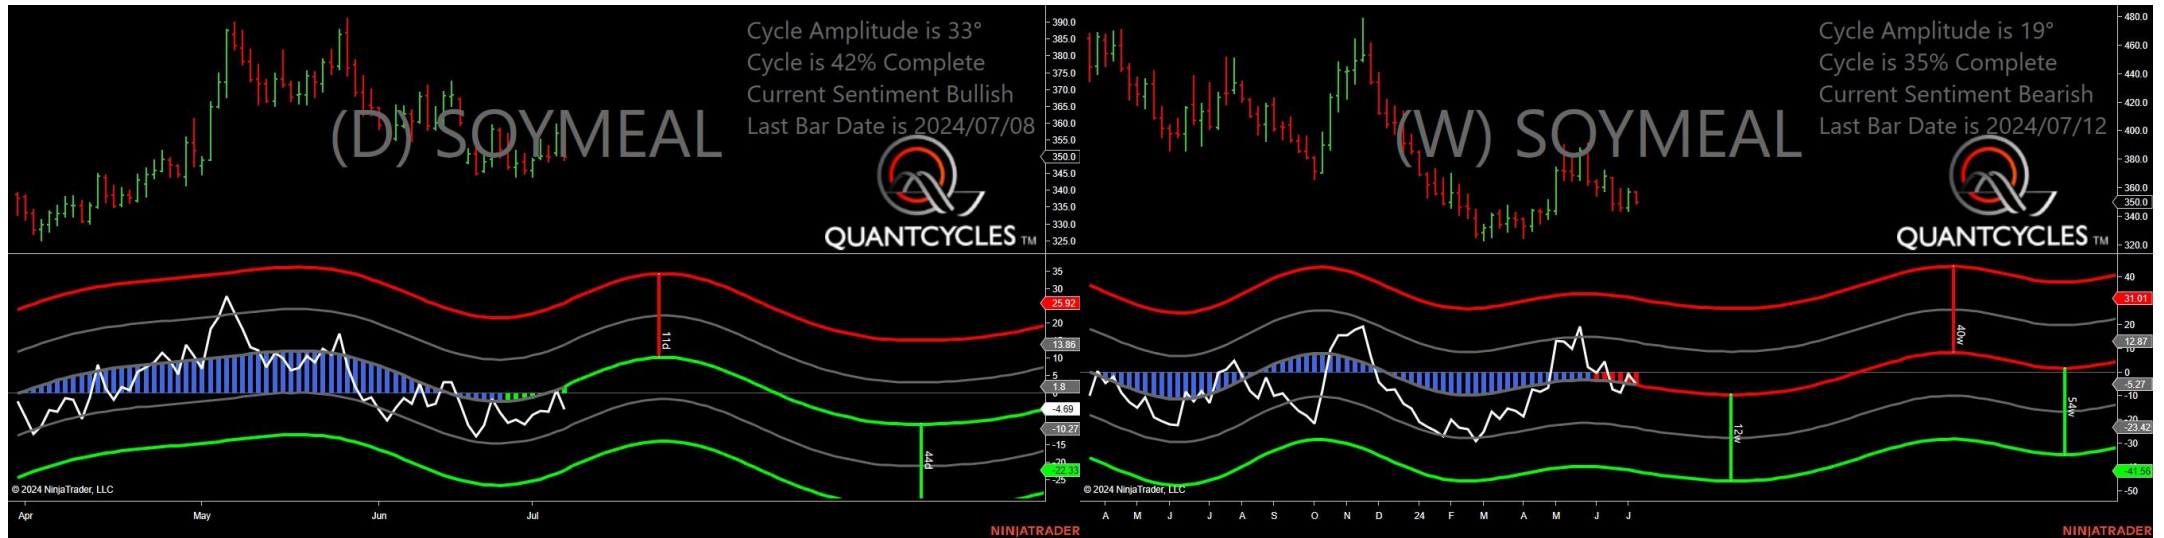 Cycle Amplitude is 33°
Cycle is 42% Complete
Current Sentiment Bullish
Last Bar Date is 2024/07/08
(D) SOYMEAL
QUANTCYCLES TM
390.0
385.0
380.0
375.0
370.0
365.0
360.0
355.0
350.0
345.0
340.0
335.0
330.0
325.0
35
30
25.92
20
13.86
10
5
1.8
0
-4.69
-10.27
-15
-20
-22.33
-25
11d
44d
© 2024 NinjaTrader, LLC
Apr May Jun Jul
NINJATRADER
Cycle Amplitude is 19°
Cycle is 35% Complete
Current Sentiment Bearish
Last Bar Date is 2024/07/12
(W) SOYMEAL
QUANTCYCLES TM
480.0
460.0
440.0
420.0
400.0
380.0
360.0
350.0
340.0
320.0
40
31.01
20
12.87
10
0
-5.27
-10
-20
-23.42
-30
-41.56
-50
40w
12w
54w
© 2024 NinjaTrader, LLC
A M J J A S O N D 24 F M A M J J
NINJATRADER